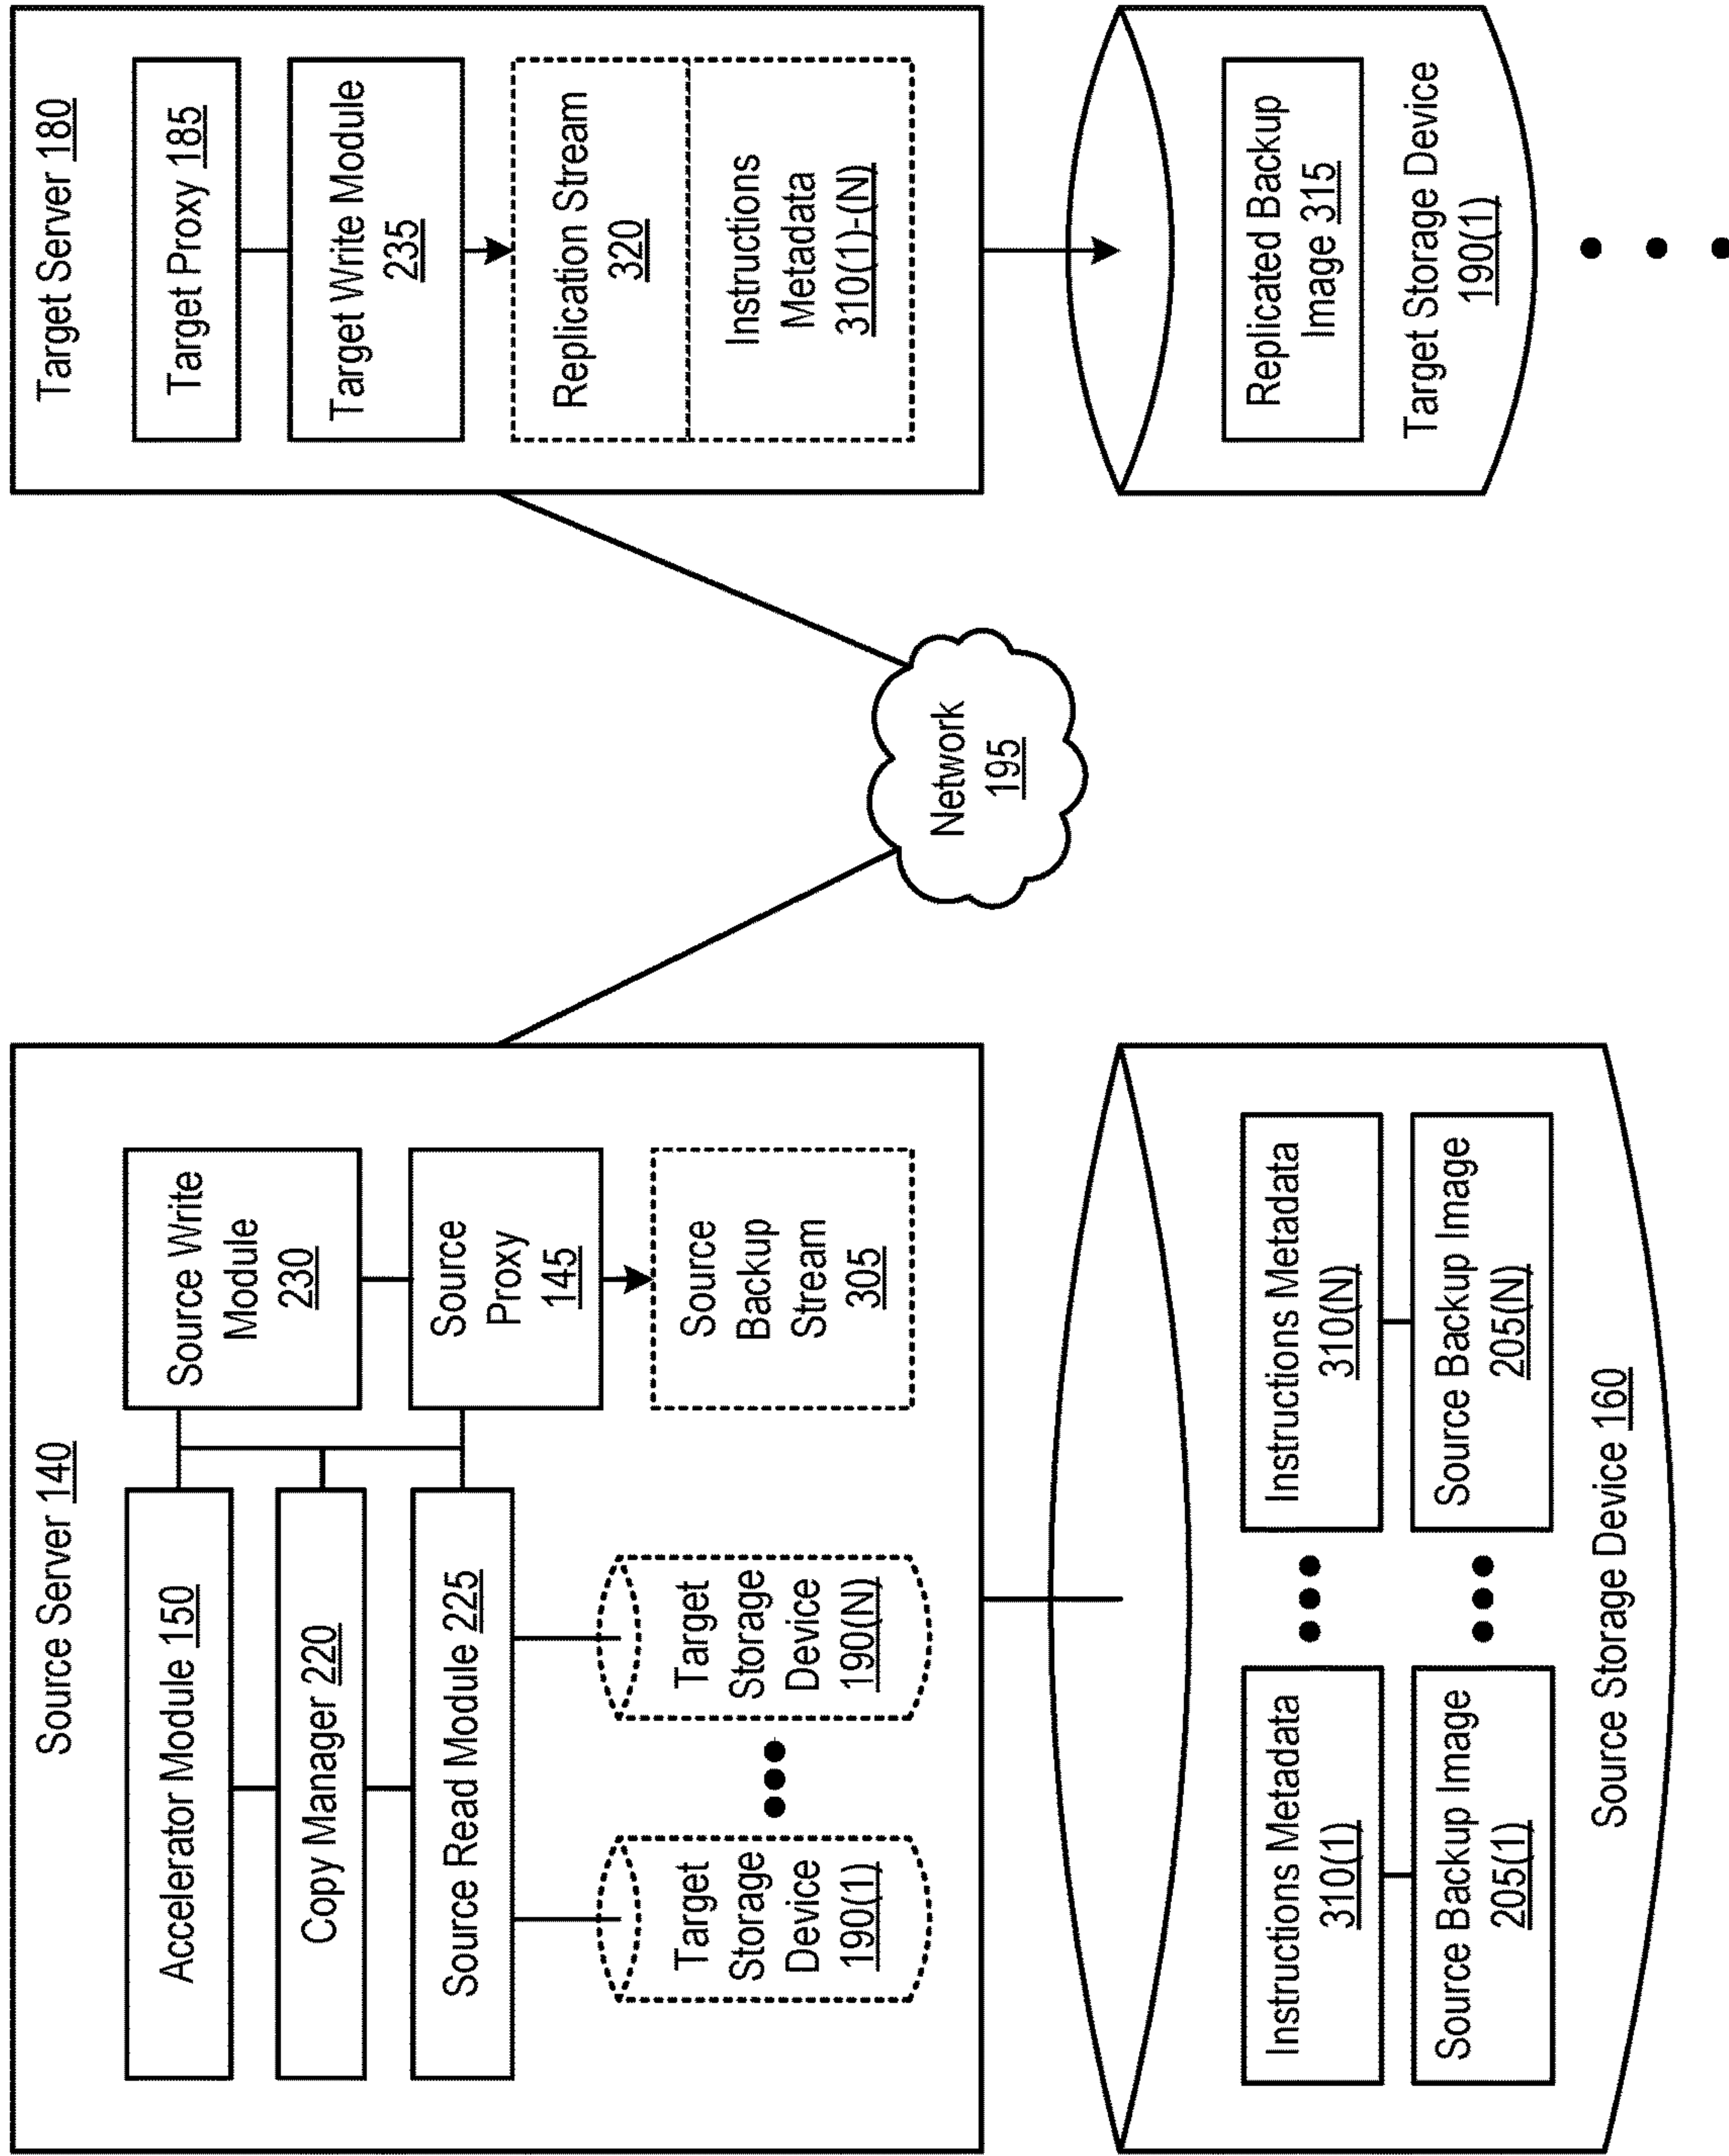 Source Server 140
Accelerator Module 150
Copy Manager 220
Source Read Module 225
Target
Storage
Device
190(1)
Target
Storage
Device
190(N)
Source Write
Module
230
Source
Proxy
145
Source
Backup
Stream
305
Instructions Metadata
310(1)
Source Backup Image
205(1)
Instructions Metadata
310(N)
Source Backup Image
205(N)
Source Storage Device 160
Network
195
Target Server 180
Target Proxy 185
Target Write Module
235
Replication Stream
320
Instructions
Metadata
310(1)-(N)
Replicated Backup
Image 315
Target Storage Device
190(1)